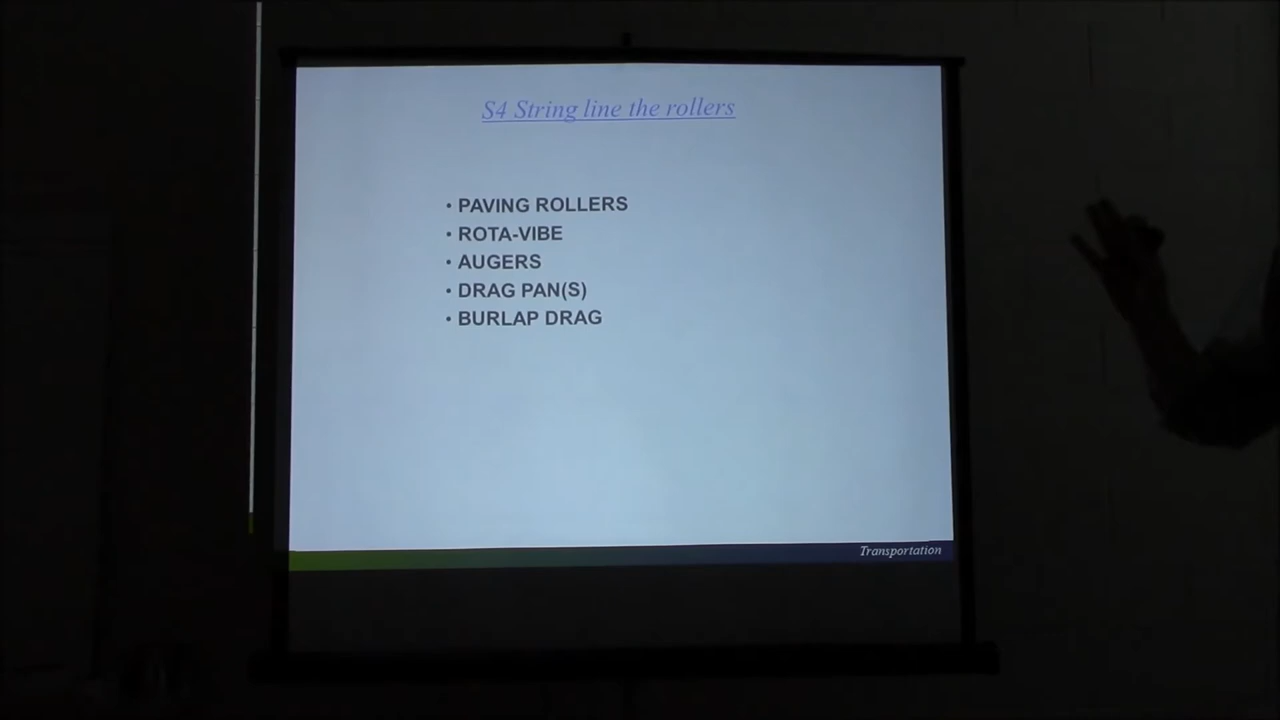 S4 String line the rollers
• PAVING ROLLERS
• ROTA-VIBE
• AUGERS
• DRAG PAN(S)
• BURLAP DRAG
Transportation